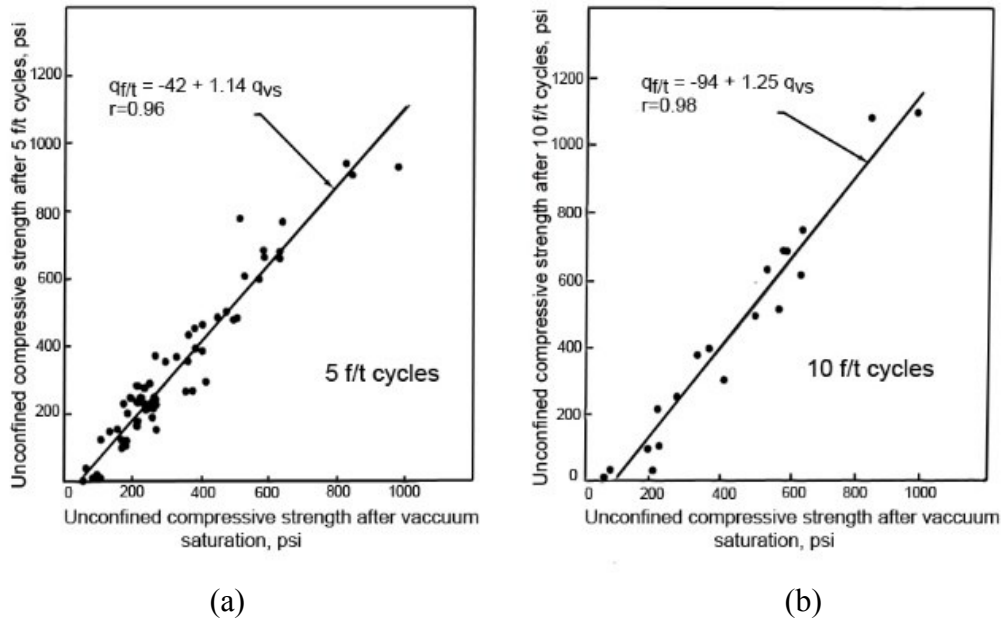 (a)
Unconfined compressive strength after 5 f/t cycles, psi
1200
1000
800
600
400
200
0
q_f/t = -42 + 1.14 q_vs
r=0.96
5 f/t cycles
0 200 400 600 800 1000
Unconfined compressive strength after vaccuum
saturation, psi
(b)
Unconfined compressive strength after 10 f/t cycles, psi
1200
1000
800
600
400
200
0
q_f/t = -94 + 1.25 q_vs
r=0.98
10 f/t cycles
0 200 400 600 800 1000
Unconfined compressive strength after vaccuum
saturation, psi